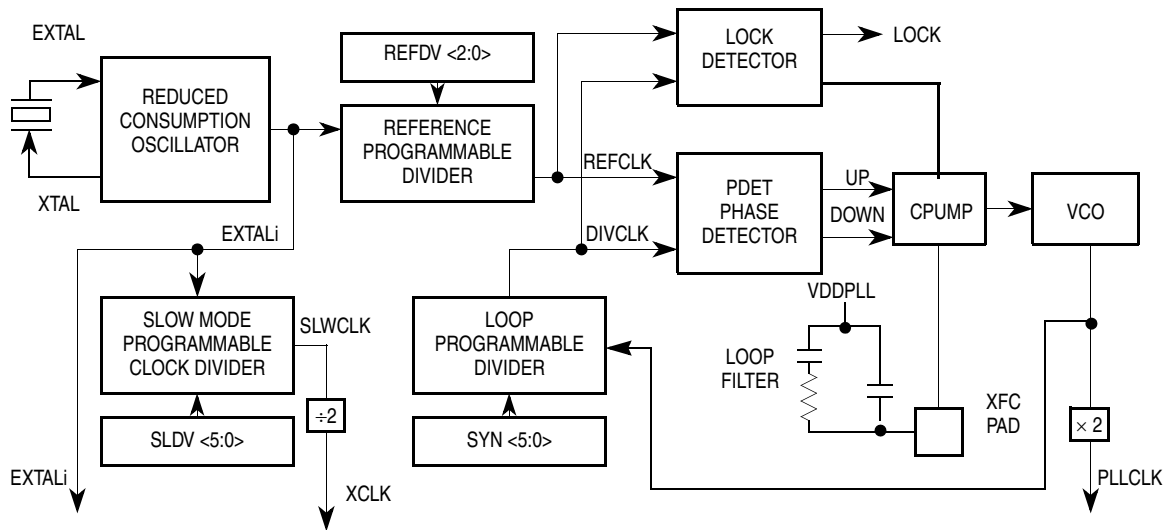 EXTAL
REDUCED
CONSUMPTION
OSCILLATOR
XTAL
REFDV <2:0>
REFERENCE
PROGRAMMABLE
DIVIDER
LOCK
DETECTOR
LOCK
REFCLK
PDET
PHASE
DETECTOR
UP
DOWN
CPUMP
VCO
EXTALi
DIVCLK
SLOW MODE
PROGRAMMABLE
CLOCK DIVIDER
SLWCLK
÷2
SLDV <5:0>
EXTALi
XCLK
LOOP
PROGRAMMABLE
DIVIDER
SYN <5:0>
VDDPLL
LOOP
FILTER
XFC
PAD
× 2
PLLCLK